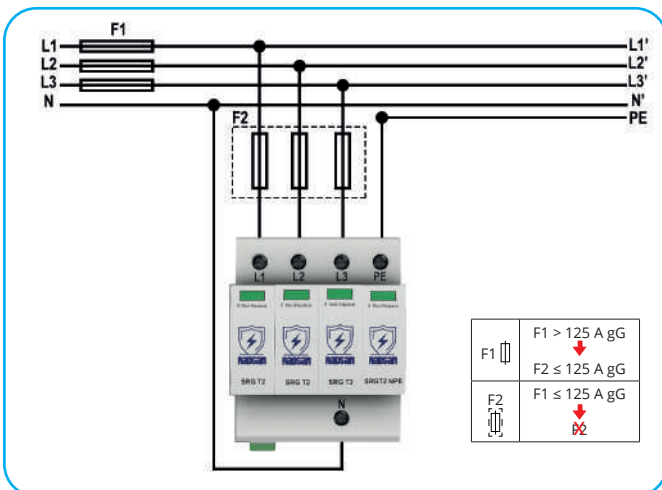 F1
L1
L1'
L2
L2'
L3
L3'
N
N'
F2
PE
L1 L2 L3 PE
SRG T2 SRG T2 SRG T2 SRGT2 NPE
N
F1 F1 > 125 A gG
F2 ≤ 125 A gG
F2 F1 ≤ 125 A gG
F2